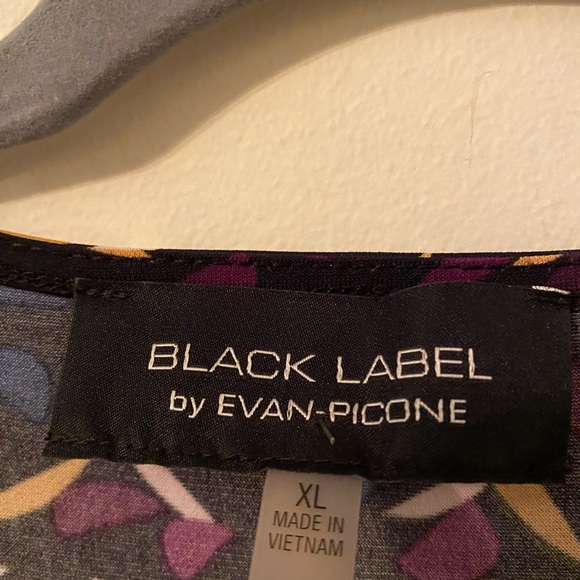 BLACK LABEL
by EVAN-PICONE
XL
MADE IN
VIETNAM